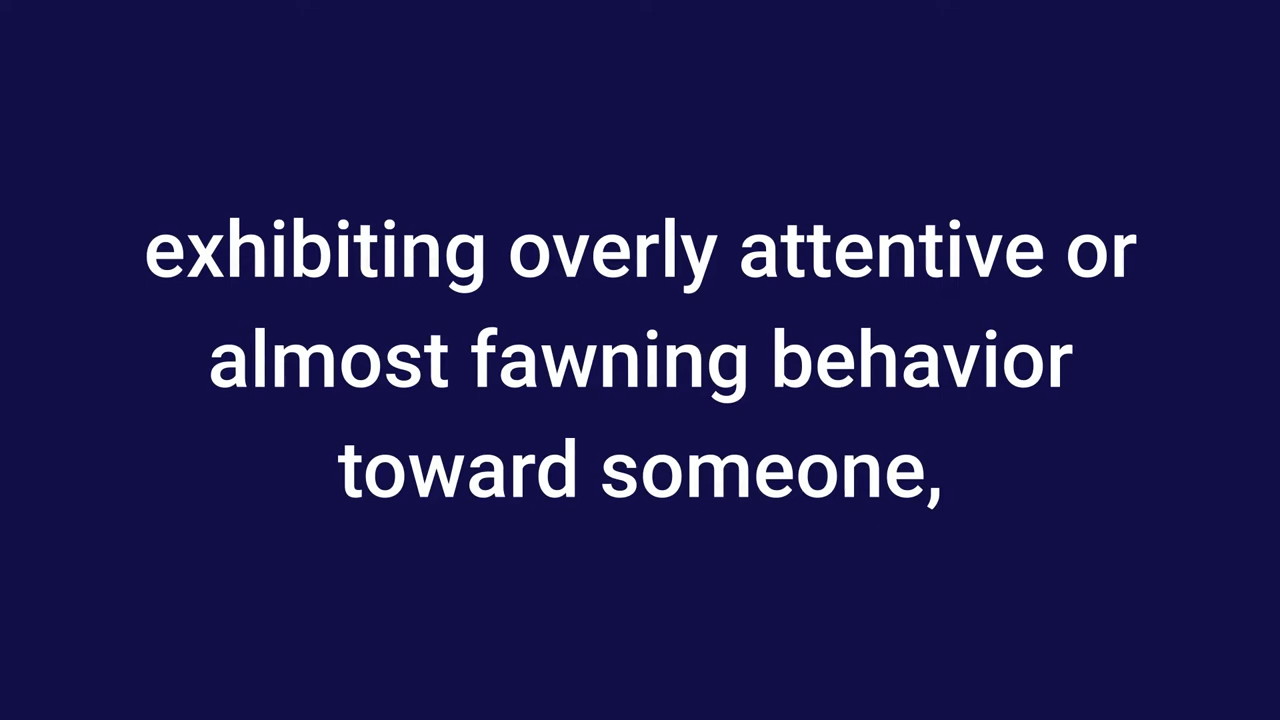 exhibiting overly attentive or
almost fawning behavior
toward someone,